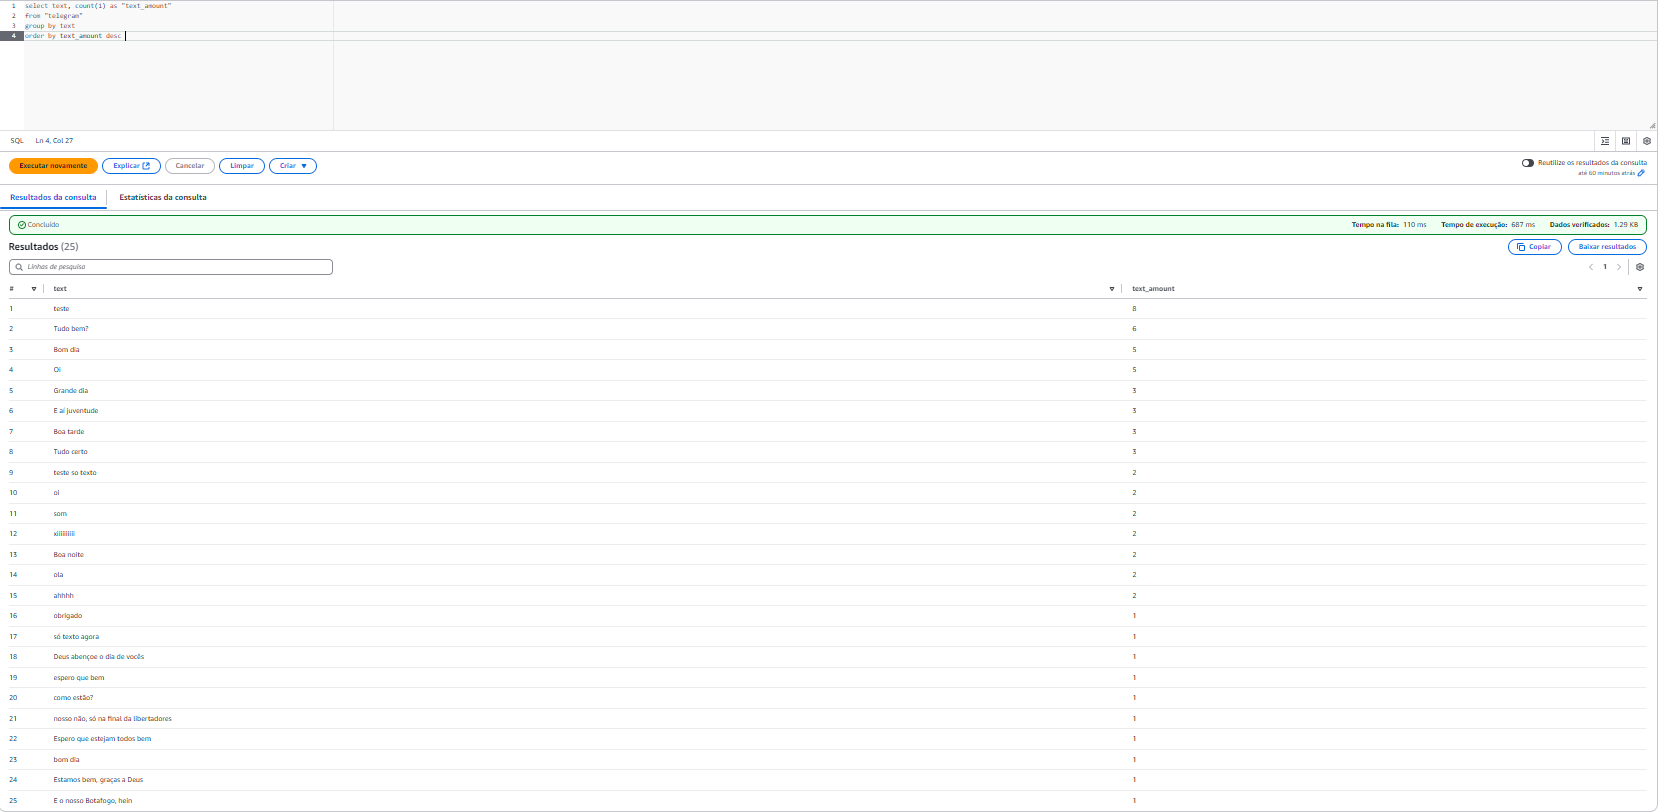 1 select text, count(1) as "text_amount"
2 from "telegram"
3 group by text
4 order by text_amount desc
SQL Ln 4, Col 27
Executar novamente Explicar Cancelar Limpar Criar
Reutilize os resultados da consulta
até 60 minutos atrás
Resultados da consulta Estatísticas da consulta
Concluído Tempo na fila: 110 ms Tempo de execução: 687 ms Dados verificados: 1.29 KB
Resultados (25) Copiar Baixar resultados
Linhas de pesquisa 1
# text text_amount
1 teste 8
2 Tudo bem? 6
3 Bom dia 5
4 Oi 5
5 Grande dia 3
6 E aí juventude 3
7 Boa tarde 3
8 Tudo certo 3
9 teste so texto 2
10 oi 2
11 som 2
12 2
13 Boa noite 2
14 ola 2
15 ahhhh 2
16 obrigado 1
17 só texto agora 1
18 Deus abençoe o dia de vocês 1
19 espero que bem 1
20 como estão? 1
21 nosso não, só na final da libertadores 1
22 Espero que estejam todos bem 1
23 bom dia 1
24 Estamos bem, graças a Deus 1
25 E o nosso Botafogo, hein 1